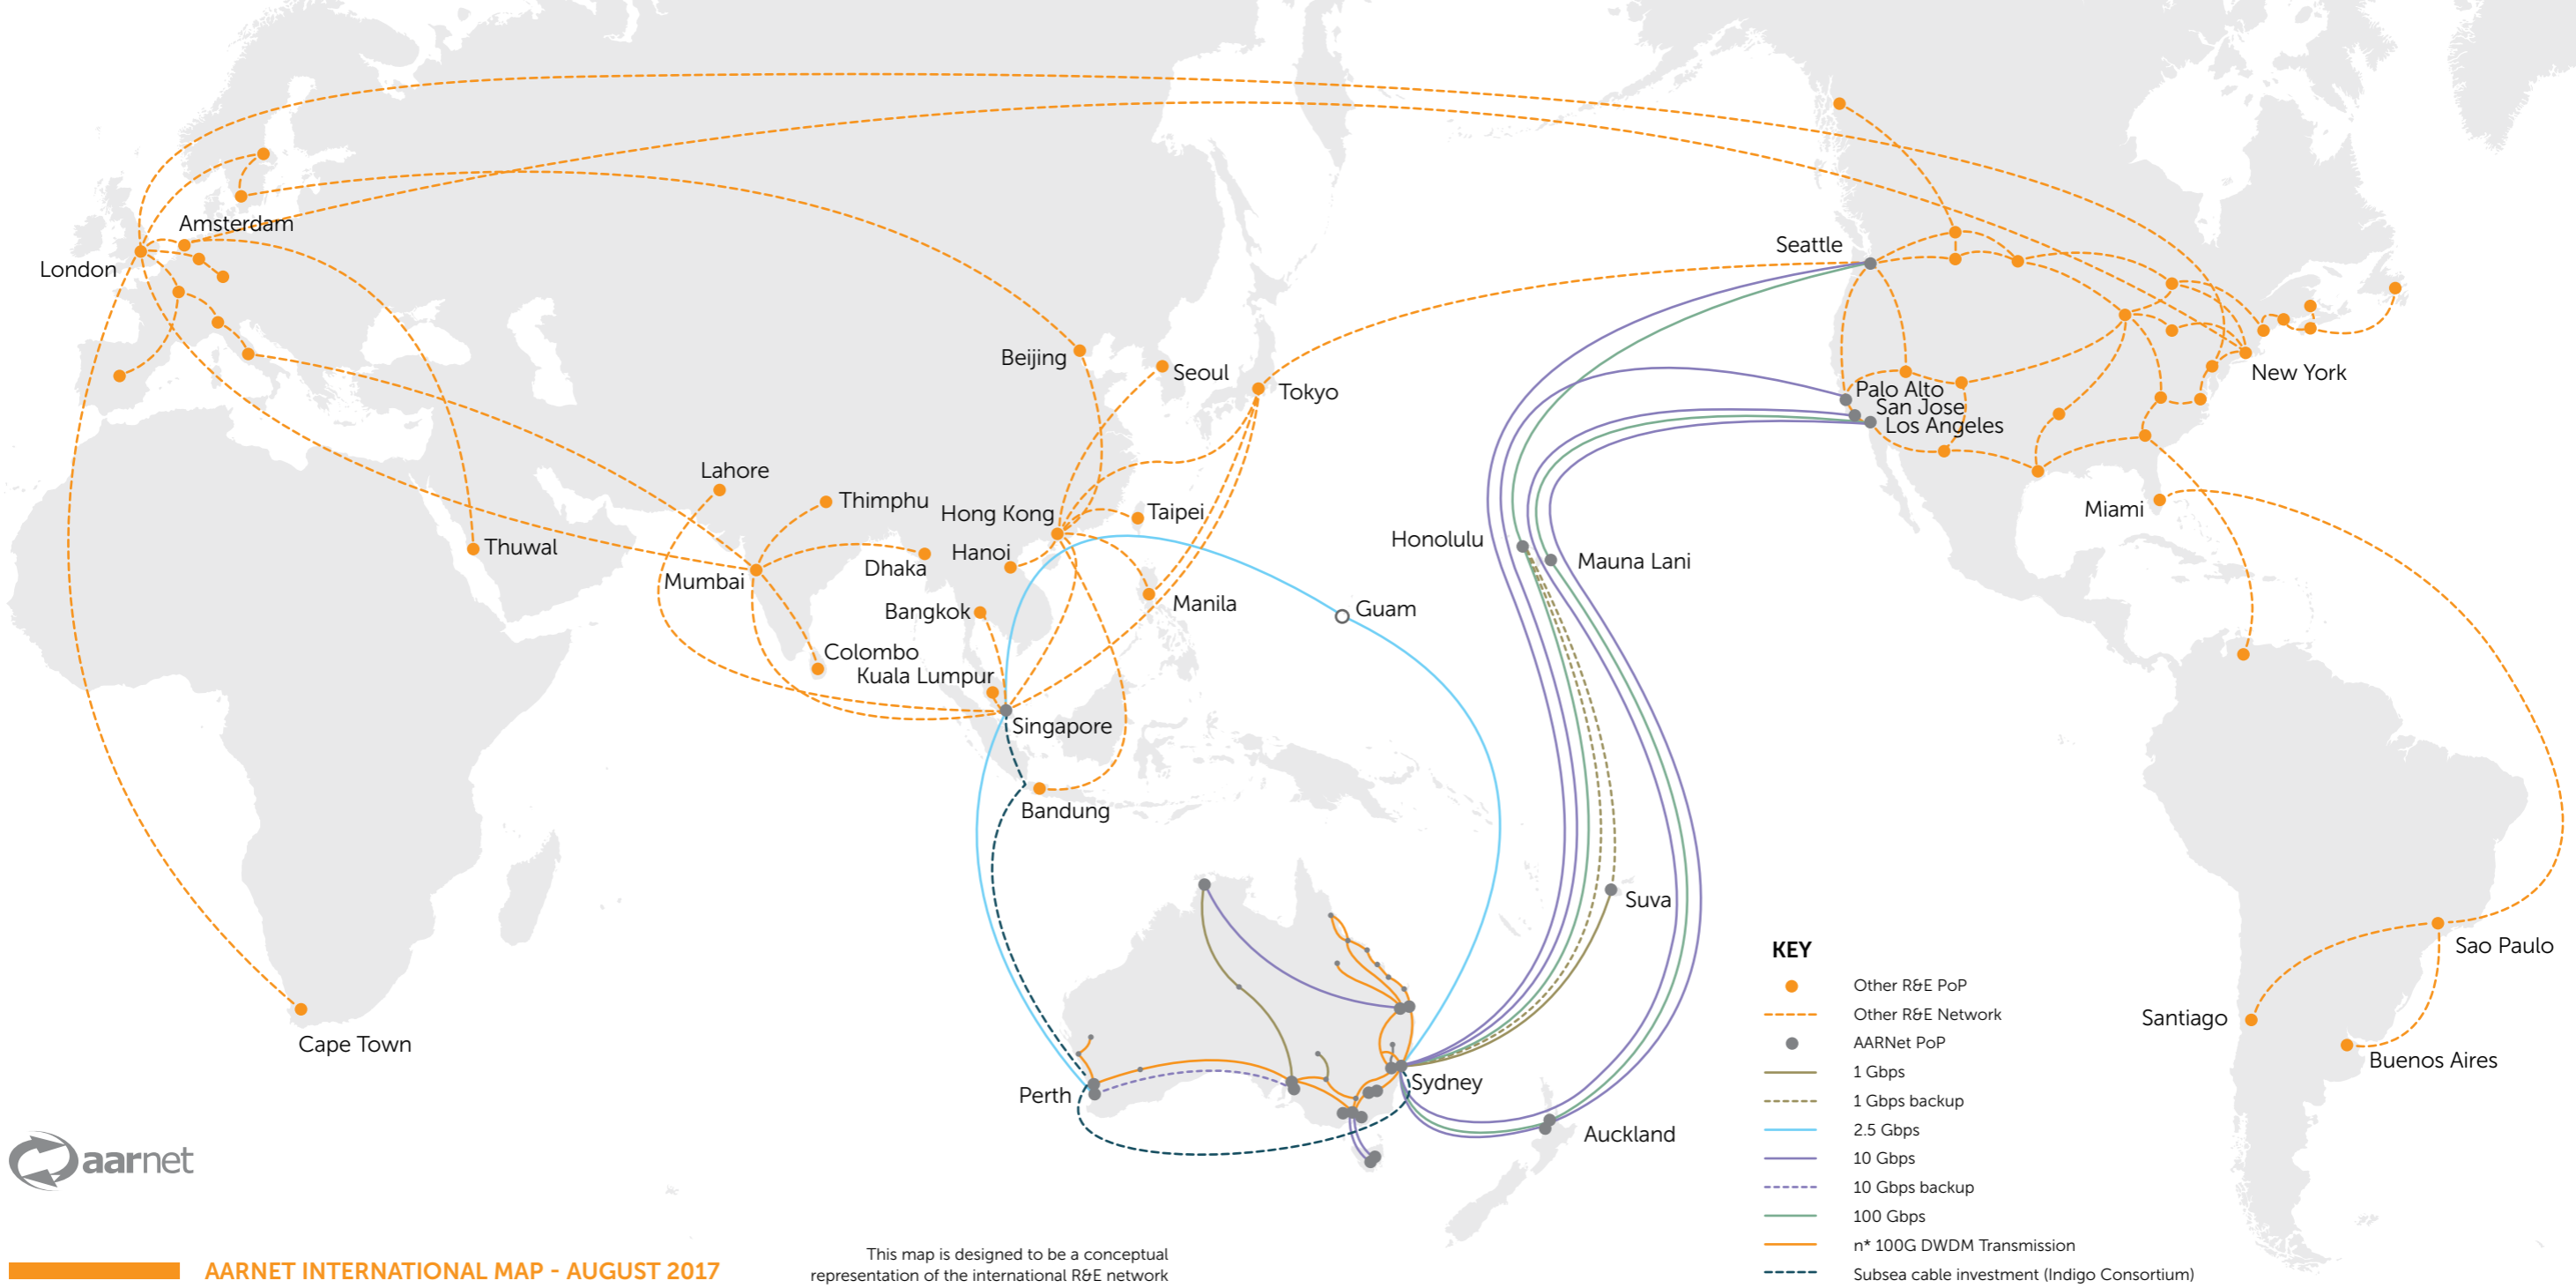 Amsterdam
London
Seattle
Beijing
Seoul
Tokyo
Palo Alto
San Jose
Los Angeles
New York
Lahore
Thimphu
Hong Kong
Taipei
Miami
Thuwal
Hanoi
Honolulu
Mauna Lani
Mumbai
Dhaka
Bangkok
Manila
Guam
Colombo
Kuala Lumpur
Singapore
Bandung
Suva
Sao Paulo
Santiago
Buenos Aires
Cape Town
Perth
Sydney
Auckland
KEY
Other R&E PoP
Other R&E Network
AARNet PoP
1 Gbps
1 Gbps backup
2.5 Gbps
10 Gbps
10 Gbps backup
100 Gbps
n* 100G DWDM Transmission
Subsea cable investment (Indigo Consortium)
aarnet
AARNET INTERNATIONAL MAP - AUGUST 2017
This map is designed to be a conceptual
representation of the international R&E network